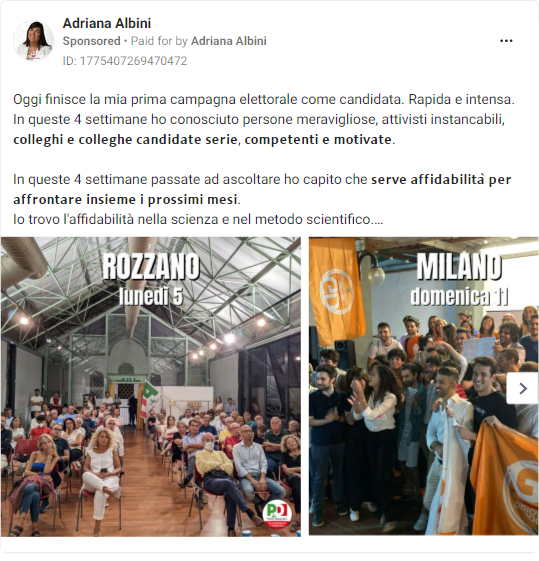 Adriana Albini
Sponsored • Paid for by Adriana Albini
ID: 1775407269470472
Oggi finisce la mia prima campagna elettorale come candidata. Rapida e intensa.
In queste 4 settimane ho conosciuto persone meravigliose, attivisti instancabili,
colleghi e colleghe candidate serie, competenti e motivate.
In queste 4 settimane passate ad ascoltare ho capito che serve affidabilità per
affrontare insieme i prossimi mesi.
Io trovo l'affidabilità nella scienza e nel metodo scientifico....
ROZZANO
lunedì 5
MILANO
domenica 11
PD